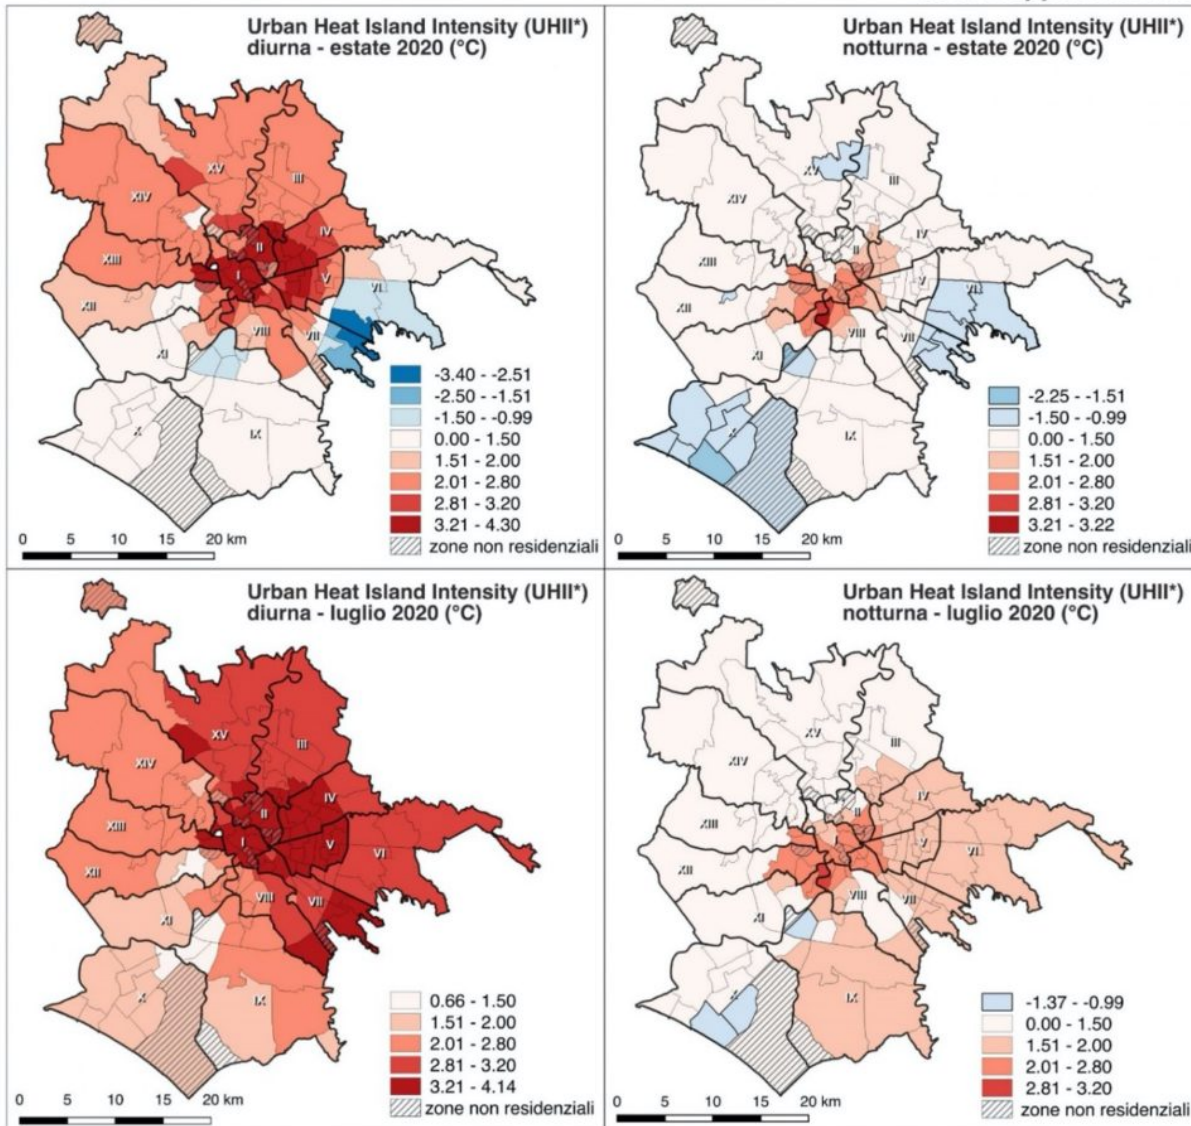 Urban Heat Island Intensity (UHII*)
diurna - estate 2020 (°C)
XV
III
XIV
II
IV
XIII
I
V
VI
XII
VIII
VII
XI
X
IX
-3.40 - -2.51
-2.50 - -1.51
-1.50 - -0.99
0.00 - 1.50
1.51 - 2.00
2.01 - 2.80
2.81 - 3.20
3.21 - 4.30
zone non residenziali
0 5 10 15 20 km
Urban Heat Island Intensity (UHII*)
notturna - estate 2020 (°C)
XV
III
XIV
II
IV
XIII
I
V
VI
XII
VIII
VII
XI
X
IX
-2.25 - -1.51
-1.50 - -0.99
0.00 - 1.50
1.51 - 2.00
2.01 - 2.80
2.81 - 3.20
3.21 - 3.22
zone non residenziali
0 5 10 15 20 km
Urban Heat Island Intensity (UHII*)
diurna - luglio 2020 (°C)
XV
III
XIV
IV
II
XIII
I
V
VI
XII
VIII
VII
XI
X
IX
0.66 - 1.50
1.51 - 2.00
2.01 - 2.80
2.81 - 3.20
3.21 - 4.14
zone non residenziali
0 5 10 15 20 km
Urban Heat Island Intensity (UHII*)
notturna - luglio 2020 (°C)
XV
III
XIV
IV
II
XIII
I
V
VI
XII
VIII
VII
XI
X
IX
-1.37 - -0.99
0.00 - 1.50
1.51 - 2.00
2.01 - 2.80
2.81 - 3.20
zone non residenziali
0 5 10 15 20 km